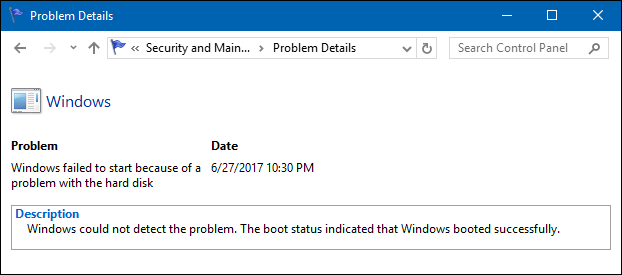 Problem Details
« Security and Main... > Problem Details
Search Control Panel
Windows
Problem Date
Windows failed to start because of a 6/27/2017 10:30 PM
problem with the hard disk
Description
Windows could not detect the problem. The boot status indicated that Windows booted successfully.